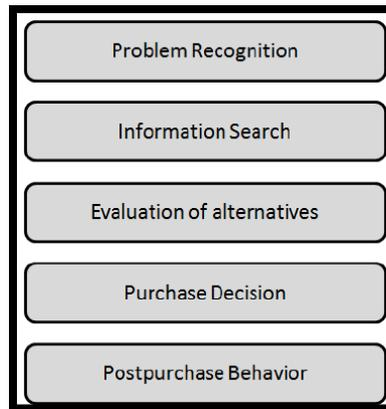 Problem Recognition
Information Search
Evaluation of alternatives
Purchase Decision
Postpurchase Behavior